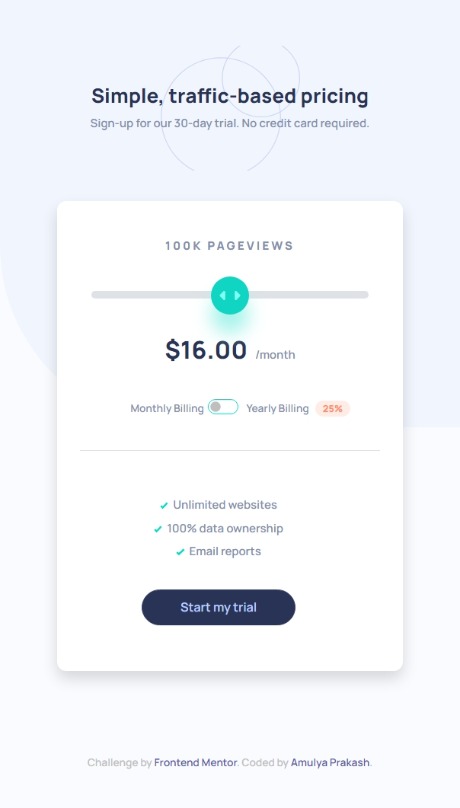 Simple, traffic-based pricing
Sign-up for our 30-day trial. No credit card required.
100K PAGEVIEWS
$16.00 /month
Monthly Billing Yearly Billing 25%
Unlimited websites
100% data ownership
Email reports
Start my trial
Challenge by Frontend Mentor. Coded by Amulya Prakash.